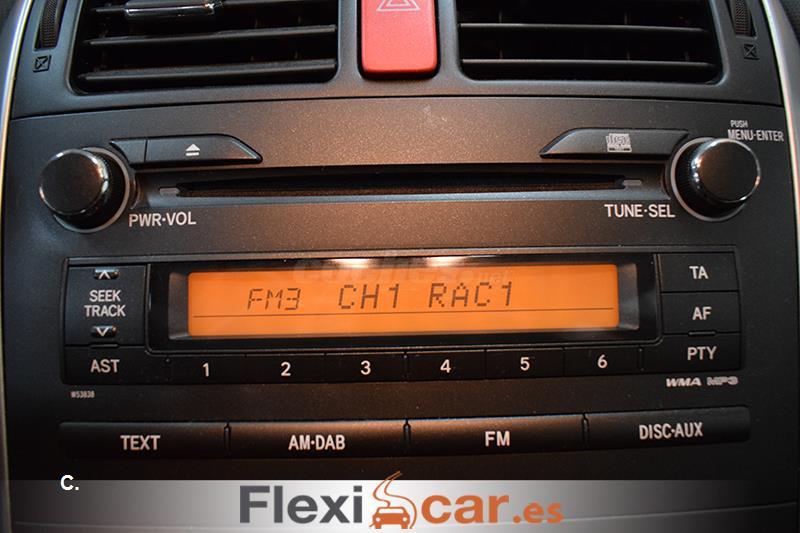 PUSH
MENU·ENTER
PWR·VOL
TUNE·SEL
SEEK
TRACK
FM3 CH1 RAC1
TA
AF
AST
1 2 3 4 5 6
PTY
W53838
WMA MP3
TEXT
AM·DAB
FM
DISC·AUX
C.
Flexicar.es